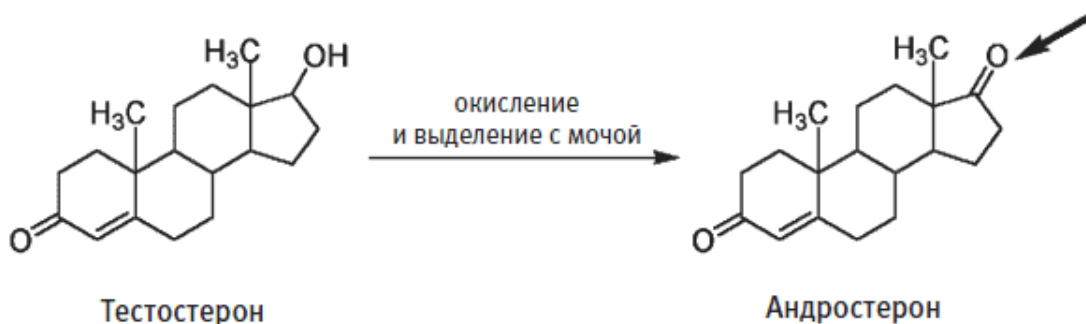 H₃C
OH
H₃C
O
Тестостерон
окисление
и выделение с мочой
H₃C
O
H₃C
O
Андростерон